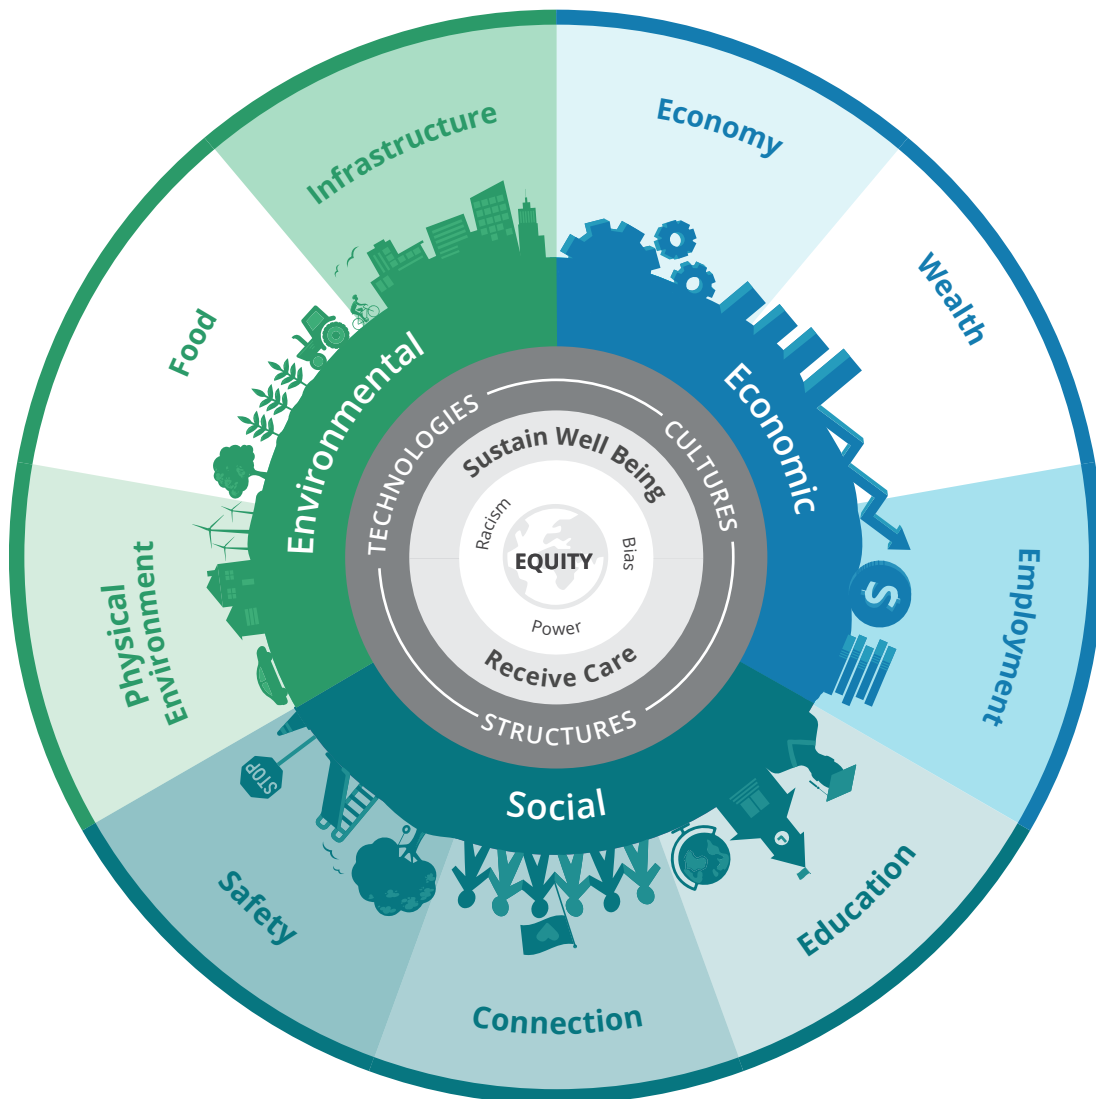 Infrastructure
Economy
Wealth
Employment
Education
Connection
Safety
Physical
Environment
Food
Environmental
Economic
Social
TECHNOLOGIES
CULTURES
STRUCTURES
Sustain Well Being
Receive Care
Racism
Bias
Power
EQUITY
STOP
$